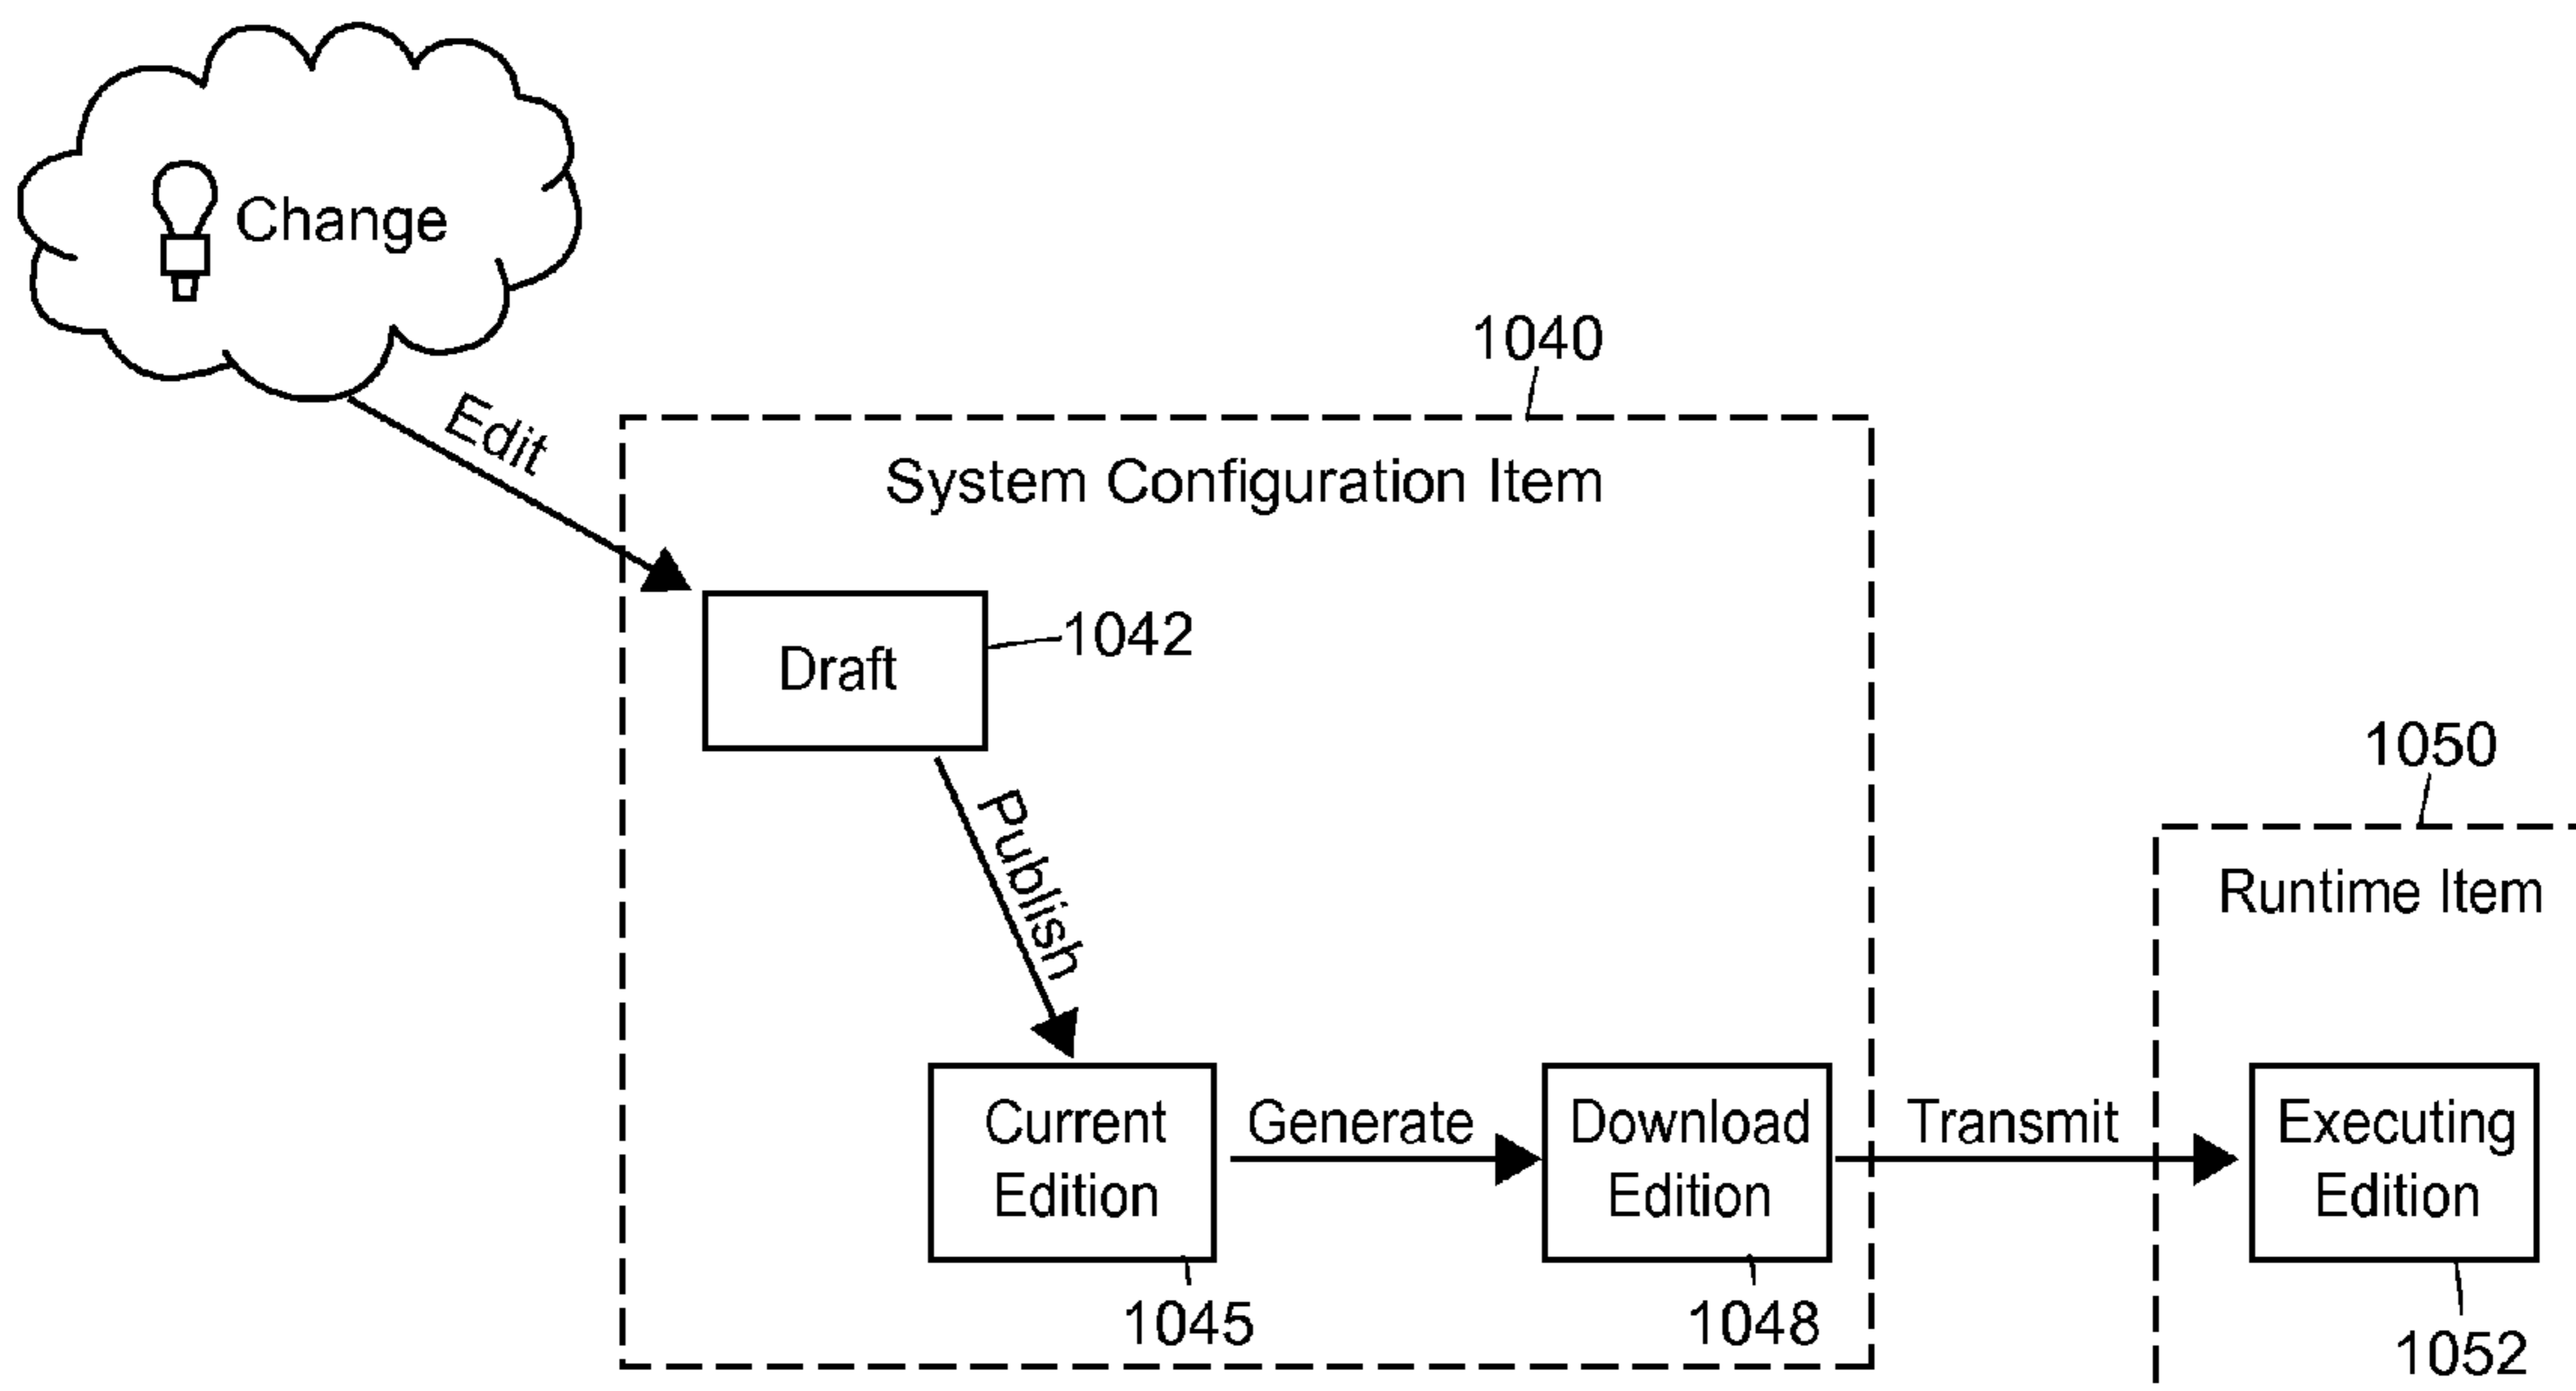 Change
Edit
1040
System Configuration Item
Draft
1042
Publish
1050
Runtime Item
Current
Edition
Generate
Download
Edition
Transmit
Executing
Edition
1045
1048
1052